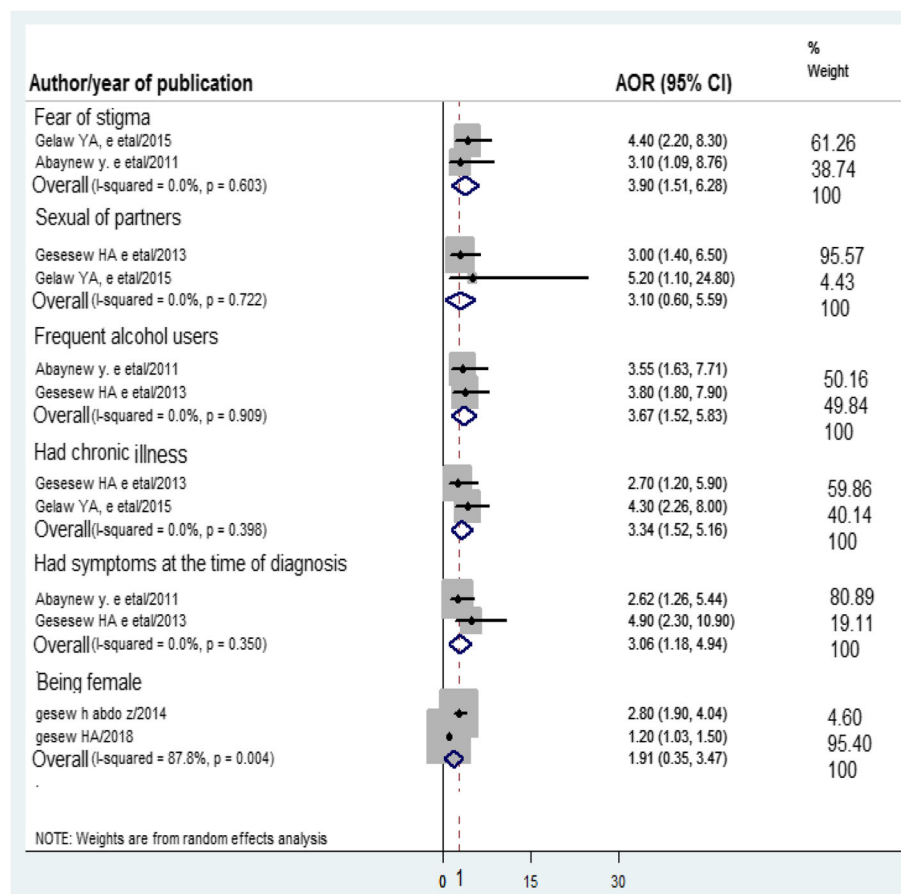 %
Weight
Author/year of publication AOR (95% CI)
Fear of stigma
Gelaw YA, e etal/2015 4.40 (2.20, 8.30) 61.26
Abaynew y. e etal/2011 3.10 (1.09, 8.76) 38.74
Overall (I-squared = 0.0%, p = 0.603) 3.90 (1.51, 6.28) 100
Sexual of partners
Gesesew HA e etal/2013 3.00 (1.40, 6.50) 95.57
Gelaw YA, e etal/2015 5.20 (1.10, 24.80) 4.43
Overall (I-squared = 0.0%, p = 0.722) 3.10 (0.60, 5.59) 100
Frequent alcohol users
Abaynew y. e etal/2011 3.55 (1.63, 7.71) 50.16
Gesesew HA e etal/2013 3.80 (1.80, 7.90) 49.84
Overall (I-squared = 0.0%, p = 0.909) 3.67 (1.52, 5.83) 100
Had chronic illness
Gesesew HA e etal/2013 2.70 (1.20, 5.90) 59.86
Gelaw YA, e etal/2015 4.30 (2.26, 8.00) 40.14
Overall(I-squared = 0.0%, p = 0.398) 3.34 (1.52, 5.16) 100
Had symptoms at the time of diagnosis
Abaynew y. e etal/2011 2.62 (1.26, 5.44) 80.89
Gesesew HA e etal/2013 4.90 (2.30, 10.90) 19.11
Overall (I-squared = 0.0%, p = 0.350) 3.06 (1.18, 4.94) 100
Being female
gesew h abdo z/2014 2.80 (1.90, 4.04) 4.60
gesew HA/2018 1.20 (1.03, 1.50) 95.40
Overall (I-squared = 87.8%, p = 0.004) 1.91 (0.35, 3.47) 100
.
NOTE: Weights are from random effects analysis
0 1 15 30